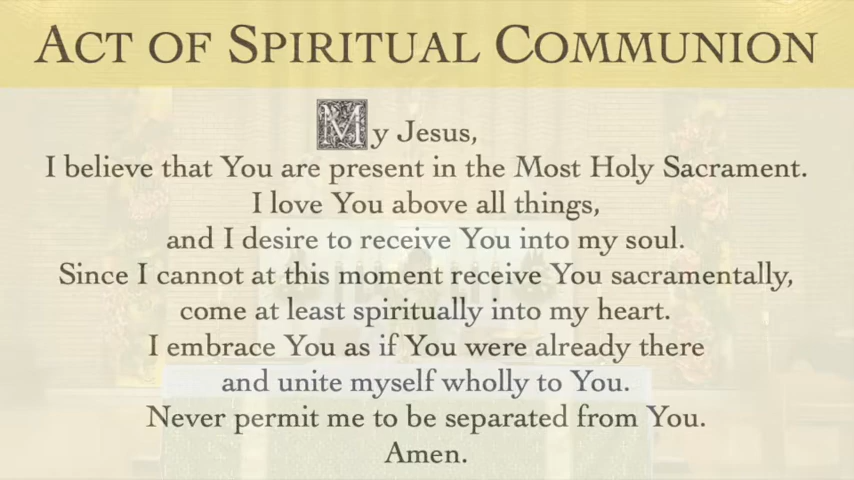 ACT OF SPIRITUAL COMMUNION
My Jesus,
I believe that You are present in the Most Holy Sacrament.
I love You above all things,
and I desire to receive You into my soul.
Since I cannot at this moment receive You sacramentally,
come at least spiritually into my heart.
I embrace You as if You were already there
and unite myself wholly to You.
Never permit me to be separated from You.
Amen.